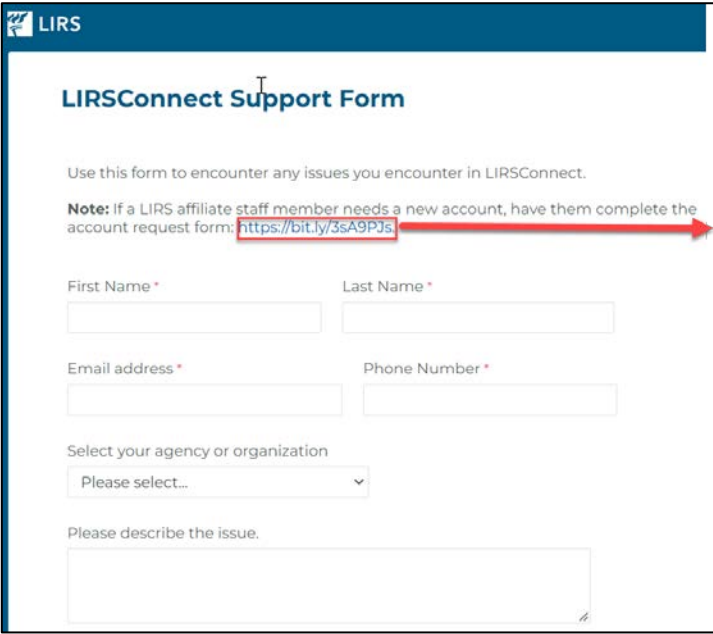 LIRS
LIRSConnect Support Form
Use this form to encounter any issues you encounter in LIRSConnect.
Note: If a LIRS affiliate staff member needs a new account, have them complete the
account request form: https://bit.ly/3sA9PJs.
First Name *
Last Name *
Email address *
Phone Number *
Select your agency or organization
Please select...
Please describe the issue.